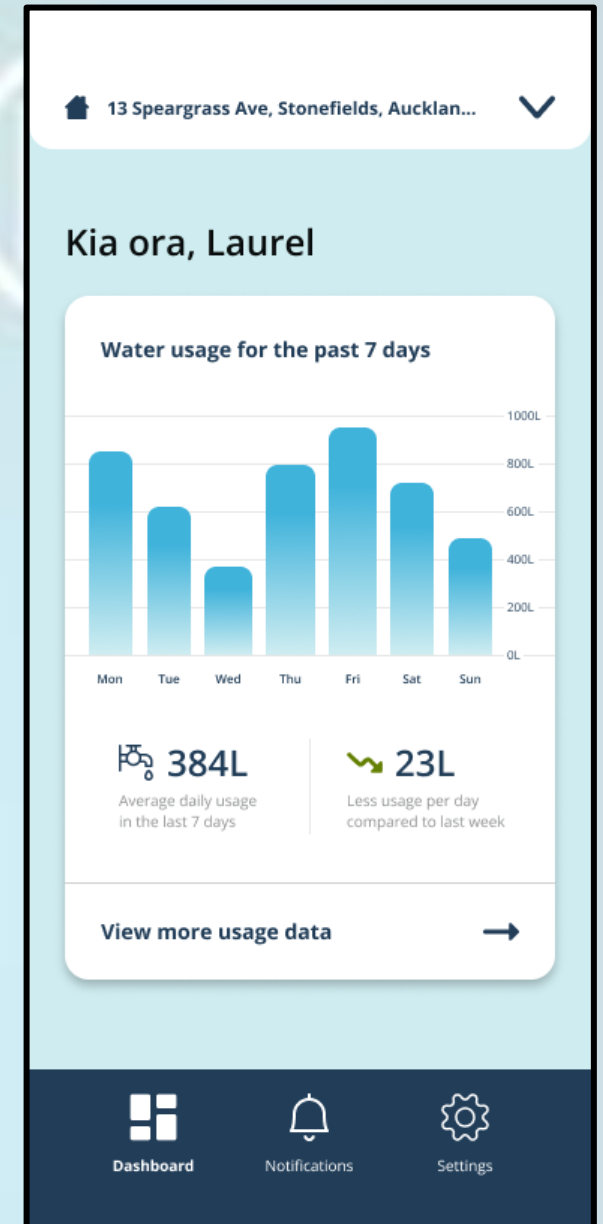 13 Speargrass Ave, Stonefields, Aucklan...
Kia ora, Laurel
Water usage for the past 7 days
1000L
800L
600L
400L
200L
0L
Mon Tue Wed Thu Fri Sat Sun
384L
Average daily usage
in the last 7 days
23L
Less usage per day
compared to last week
View more usage data
Dashboard Notifications Settings